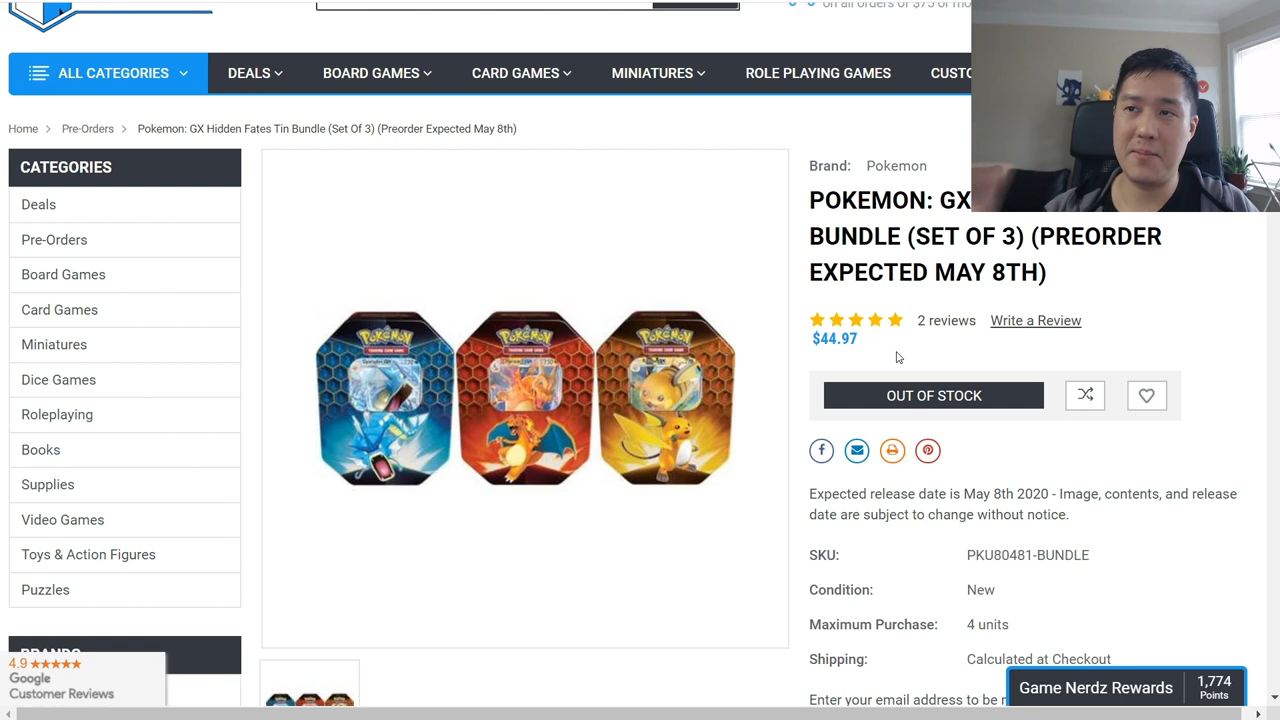 on all orders of $75 or mo
ALL CATEGORIES
DEALS
BOARD GAMES
CARD GAMES
MINIATURES
ROLE PLAYING GAMES
CUSTO
Home > Pre-Orders > Pokemon: GX Hidden Fates Tin Bundle (Set Of 3) (Preorder Expected May 8th)
CATEGORIES
Deals
Pre-Orders
Board Games
Card Games
Miniatures
Dice Games
Roleplaying
Books
Supplies
Video Games
Toys & Action Figures
Puzzles
BRANDS
4.9
Google
Customer Reviews
POKEMON
POKEMON
POKEMON
Brand: Pokemon
POKEMON: GX
BUNDLE (SET OF 3) (PREORDER
EXPECTED MAY 8TH)
2 reviews Write a Review
$44.97
OUT OF STOCK
Expected release date is May 8th 2020 - Image, contents, and release
date are subject to change without notice.
SKU: PKU80481-BUNDLE
Condition: New
Maximum Purchase: 4 units
Shipping: Calculated at Checkout
Enter your email address to be n
Game Nerdz Rewards
1,774
Points